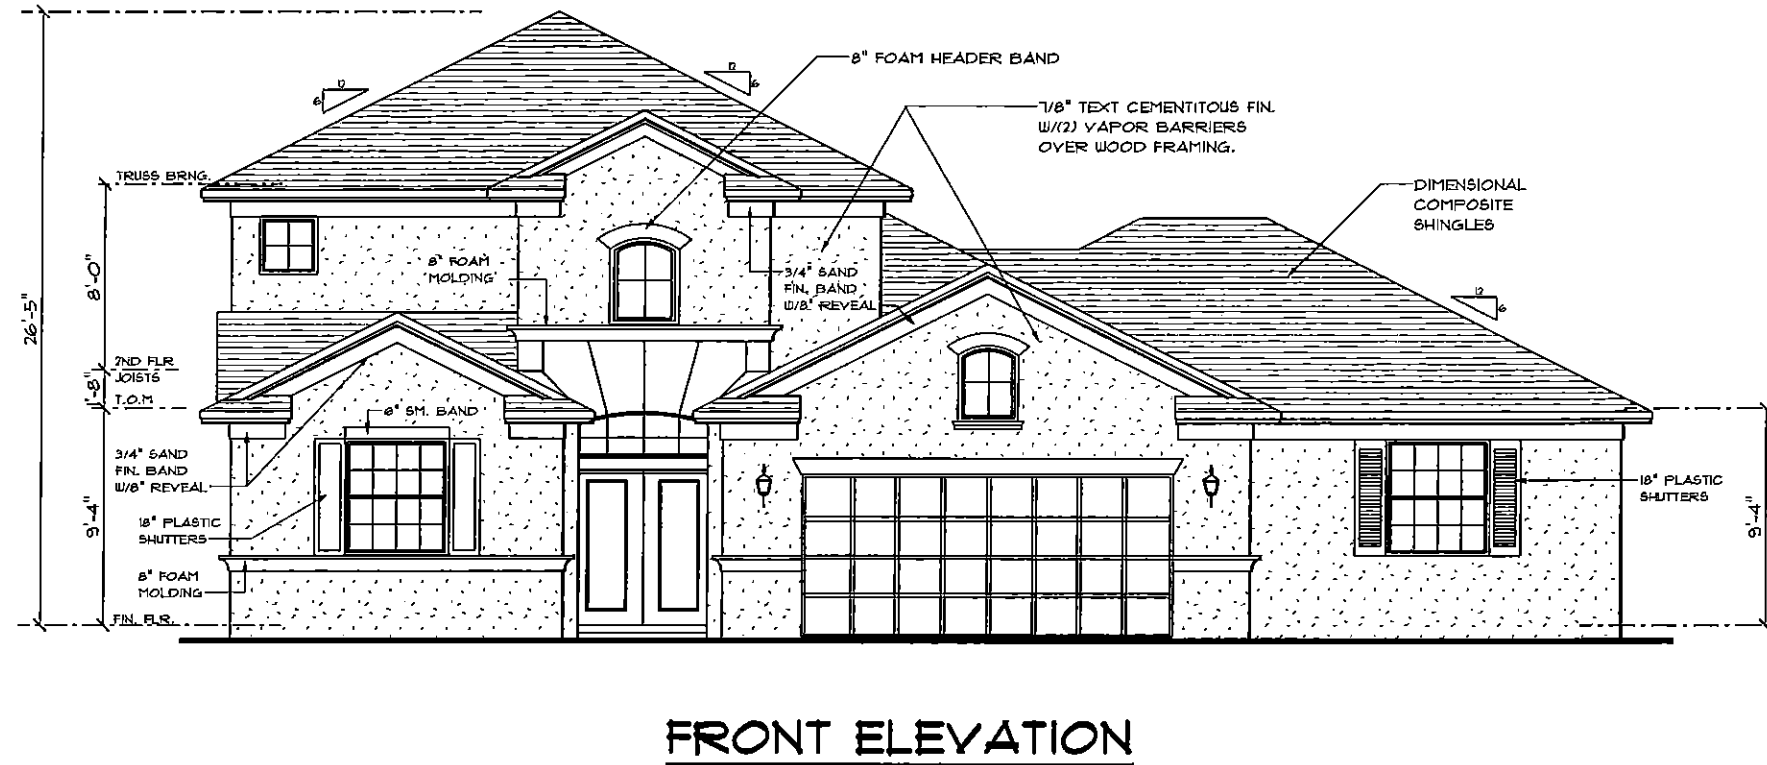 8" FOAM HEADER BAND
12
6
12
6
7/8" TEXT CEMENTITOUS FIN.
W/(2) VAPOR BARRIERS
OVER WOOD FRAMING.
TRUSS BRNG.
DIMENSIONAL
COMPOSITE
SHINGLES
8" FOAM
MOLDING
3/4" SAND
FIN. BAND
W/8" REVEAL
12
6
26'-5"
8'-0"
2ND FLR
JOISTS
1'-8"
T.O.M
6" SM. BAND
3/4" SAND
FIN. BAND
W/8" REVEAL
18" PLASTIC
SHUTTERS
18" PLASTIC
SHUTTERS
9'-4"
9'-4"
8" FOAM
MOLDING
FIN. FLR.
FRONT ELEVATION